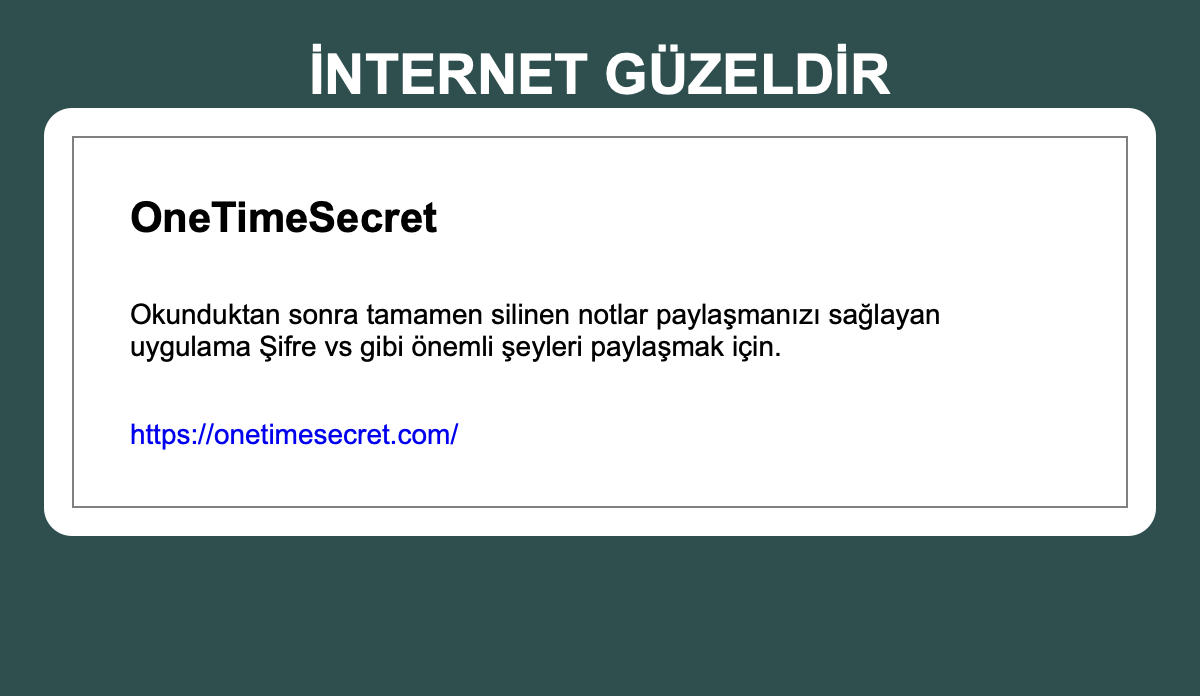 İNTERNET GÜZELDİR
OneTimeSecret
Okunduktan sonra tamamen silinen notlar paylaşmanızı sağlayan
uygulama Şifre vs gibi önemli şeyleri paylaşmak için.
https://onetimesecret.com/